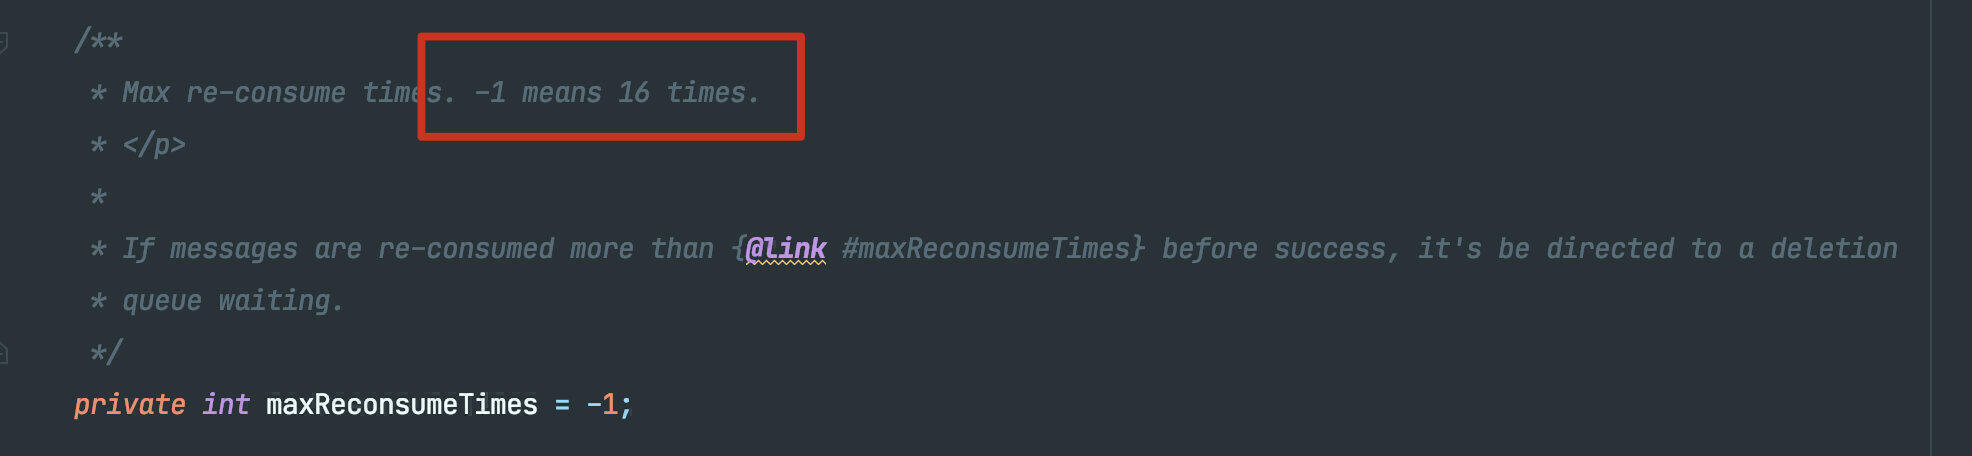 /**
* Max re-consume times. -1 means 16 times.
* </p>
*
* If messages are re-consumed more than {@link #maxReconsumeTimes} before success, it's be directed to a deletion
* queue waiting.
*/
private int maxReconsumeTimes = -1;